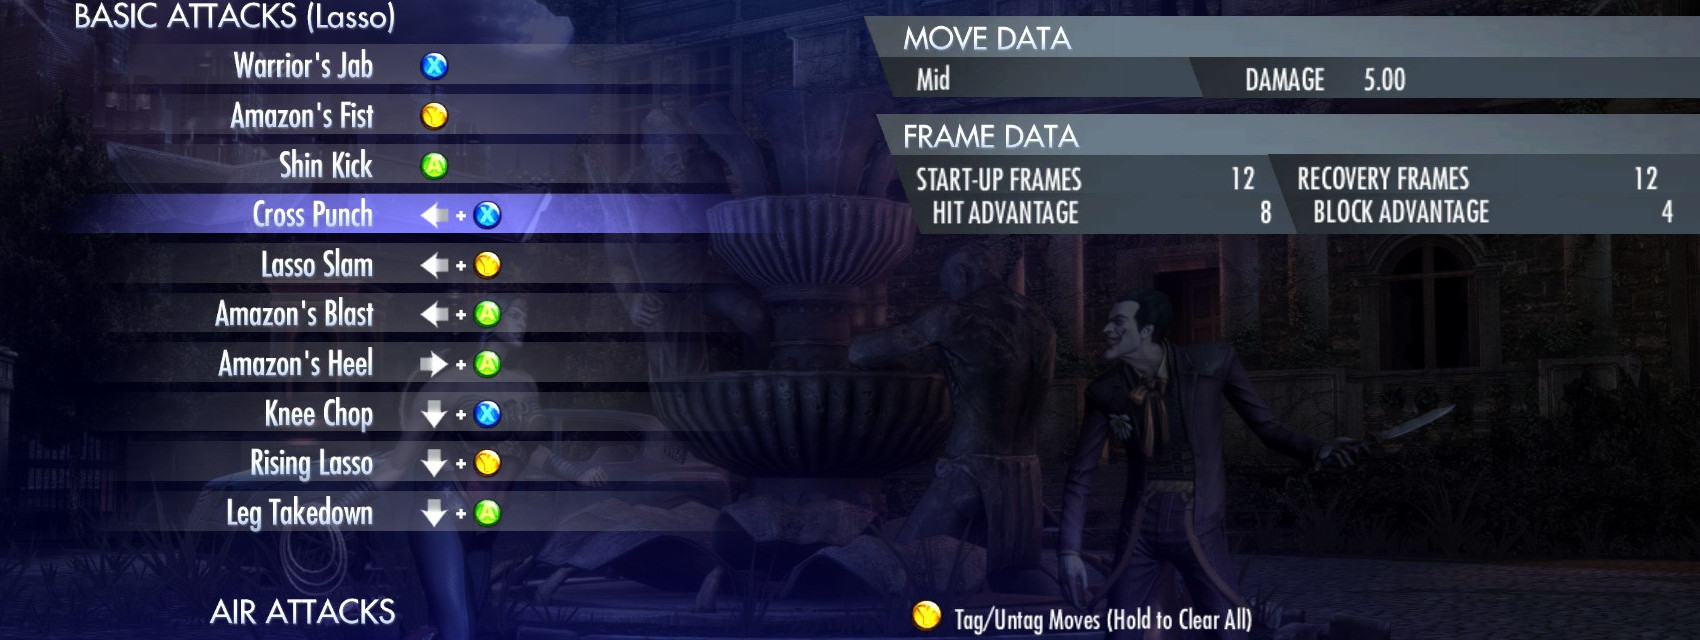 BASIC ATTACKS (Lasso)
Warrior's Jab X
Amazon's Fist Y
Shin Kick A
Cross Punch + X
Lasso Slam + Y
Amazon's Blast + A
Amazon's Heel + A
Knee Chop + X
Rising Lasso + Y
Leg Takedown + A
AIR ATTACKS
MOVE DATA
Mid DAMAGE 5.00
FRAME DATA
START-UP FRAMES 12 RECOVERY FRAMES 12
HIT ADVANTAGE 8 BLOCK ADVANTAGE 4
Y Tag/Untag Moves (Hold to Clear All)